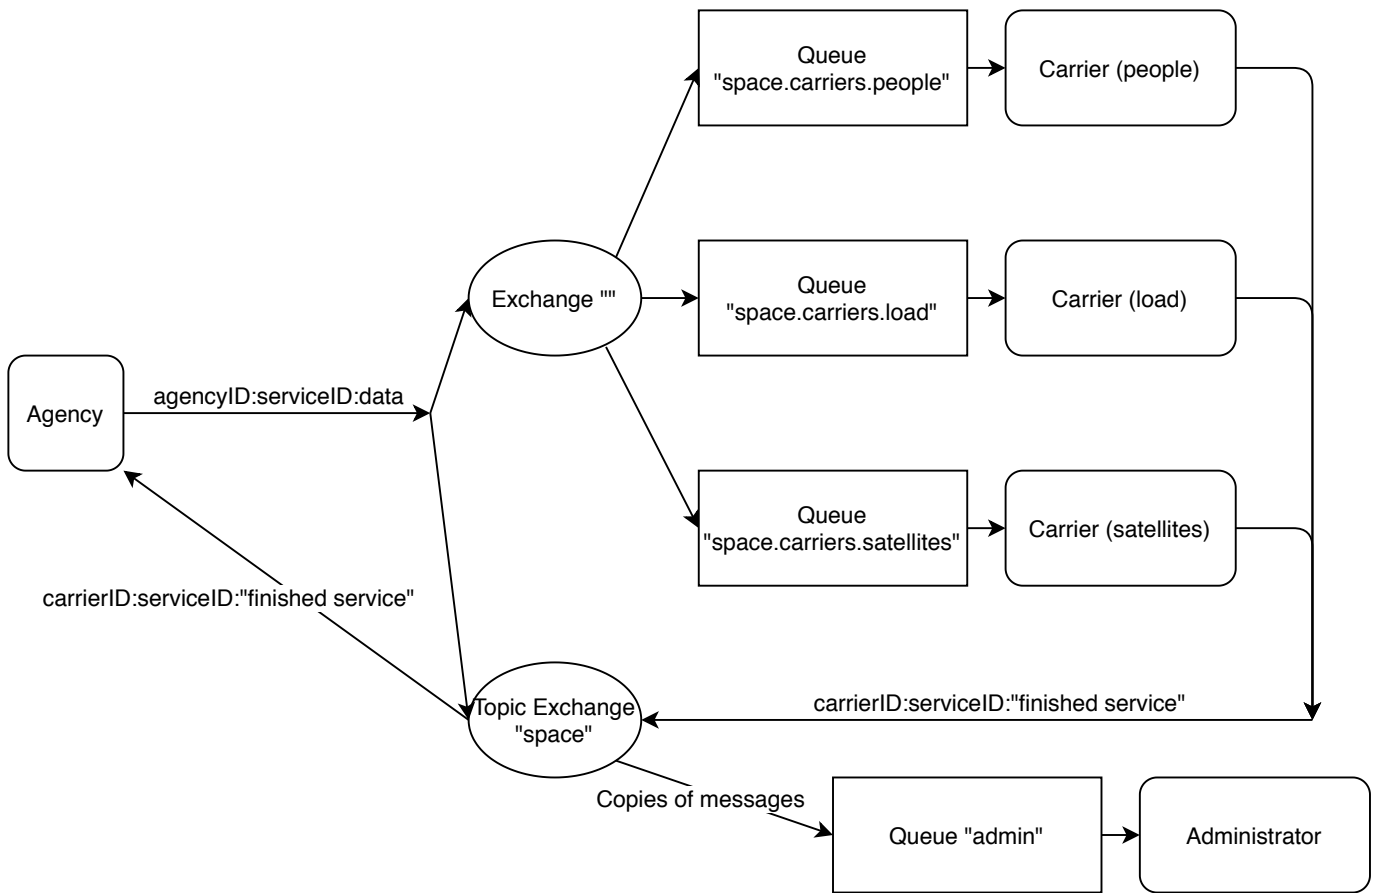 Queue
"space.carriers.people"
Carrier (people)
Exchange ""
Queue
"space.carriers.load"
Carrier (load)
Agency
agencyID:serviceID:data
Queue
"space.carriers.satellites"
Carrier (satellites)
carrierID:serviceID:"finished service"
Topic Exchange
"space"
carrierID:serviceID:"finished service"
Copies of messages
Queue "admin"
Administrator